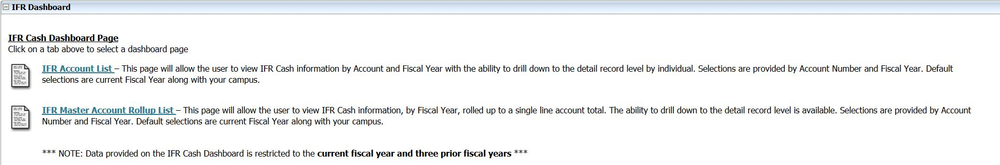 IFR Dashboard
IFR Cash Dashboard Page
Click on a tab above to select a dashboard page
IFR Account List – This page will allow the user to view IFR Cash information by Account and Fiscal Year with the ability to drill down to the detail record level by individual. Selections are provided by Account Number and Fiscal Year. Default
selections are current Fiscal Year along with your campus.
IFR Master Account Rollup List – This page will allow the user to view IFR Cash information, by Fiscal Year, rolled up to a single line account total. The ability to drill down to the detail record level is available. Selections are provided by Account
Number and Fiscal Year. Default selections are current Fiscal Year along with your campus.
*** NOTE: Data provided on the IFR Cash Dashboard is restricted to the current fiscal year and three prior fiscal years ***